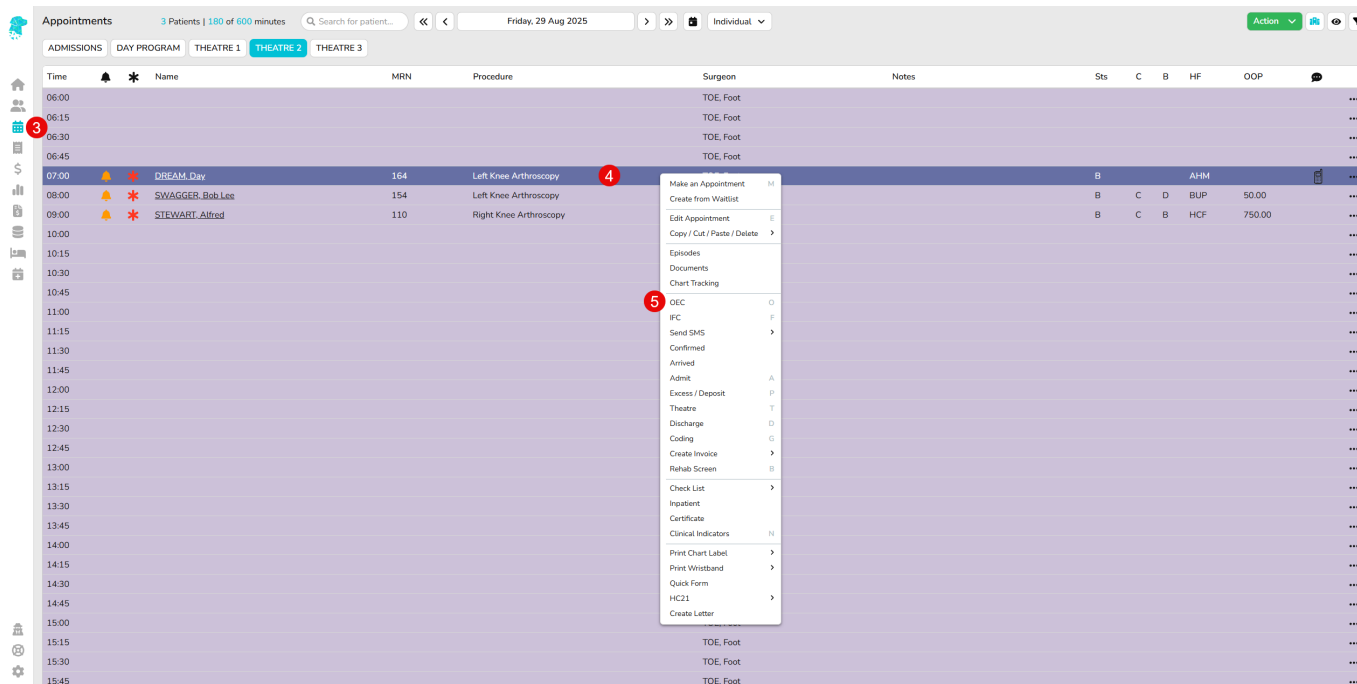 Appointments 3 Patients | 180 of 600 minutes Search for patient... Friday, 29 Aug 2025 Individual Action
ADMISSIONS DAY PROGRAM THEATRE 1 THEATRE 2 THEATRE 3
Time Name MRN Procedure Surgeon Notes Sts C B HF OOP
06:00 TOE, Foot
3 06:15 TOE, Foot
06:30 TOE, Foot
06:45 TOE, Foot
07:00 DREAM, Day 164 Left Knee Arthroscopy 4 B AHM
08:00 SWAGGER, Bob Lee 154 Left Knee Arthroscopy B C D BUP 50.00
09:00 STEWART, Alfred 110 Right Knee Arthroscopy B C B HCF 750.00
10:00
10:15
10:30
10:45
11:00
11:15
11:30
11:45
12:00
12:15
12:30
12:45
13:00
13:15
13:30
13:45
14:00
14:15
14:30
14:45
15:00
15:15 TOE, Foot
15:30 TOE, Foot
15:45 TOE, Foot
Make an Appointment M
Create from Waitlist
Edit Appointment E
Copy / Cut / Paste / Delete
Episodes
Documents
Chart Tracking
5 OEC O
IFC F
Send SMS
Confirmed
Arrived
Admit A
Excess / Deposit P
Theatre T
Discharge D
Coding G
Create Invoice
Rehab Screen B
Check List
Inpatient
Certificate
Clinical Indicators N
Print Chart Label
Print Wristband
Quick Form
HC21
Create Letter